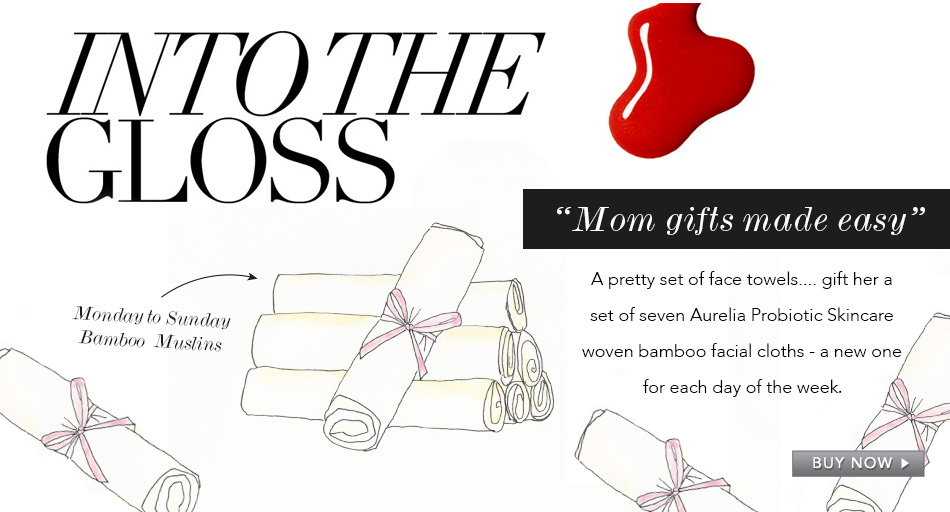 INTO THE
GLOSS
“Mom gifts made easy”
A pretty set of face towels.... gift her a
set of seven Aurelia Probiotic Skincare
woven bamboo facial cloths - a new one
for each day of the week.
Monday to Sunday
Bamboo Muslins
BUY NOW